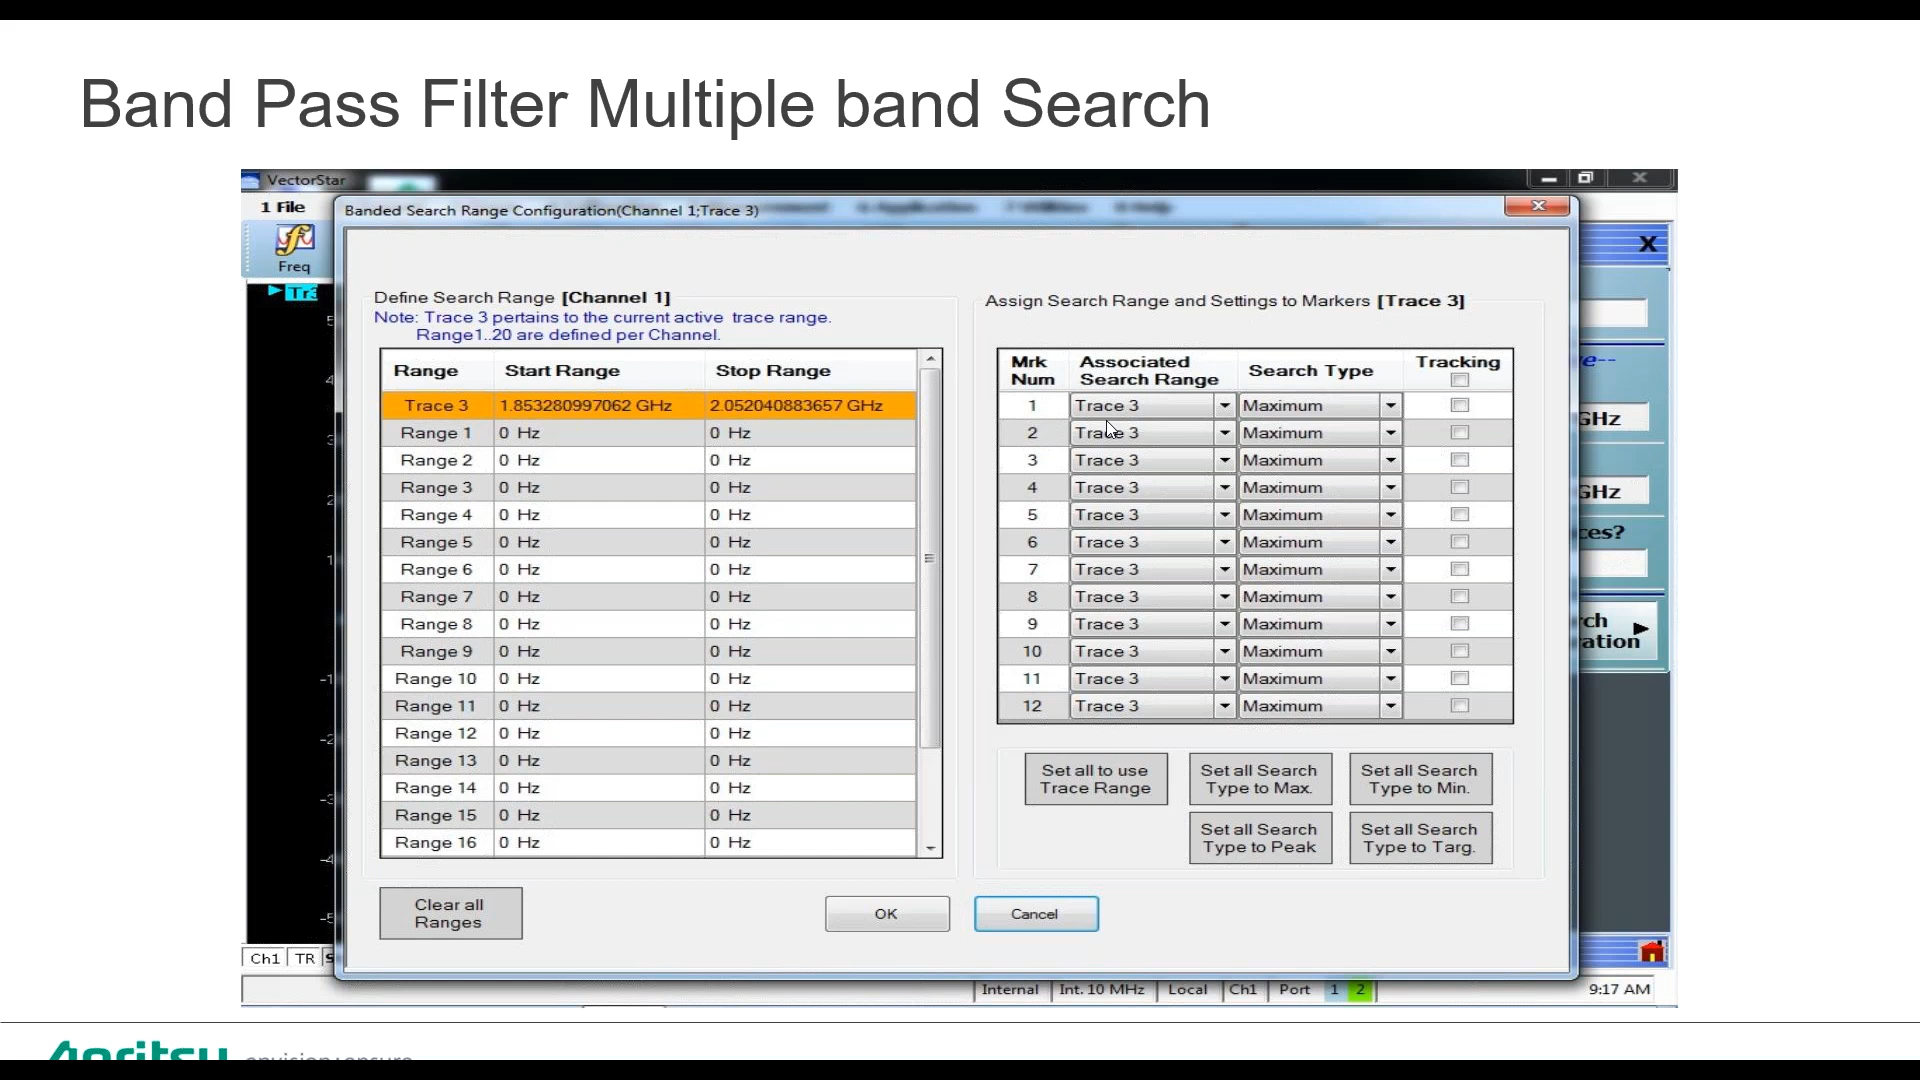 Band Pass Filter Multiple band Search
VectorStar
1 File
Banded Search Range Configuration(Channel 1;Trace 3)
X
Freq
Define Search Range [Channel 1]
Note: Trace 3 pertains to the current active trace range.
Range1..20 are defined per Channel.
Assign Search Range and Settings to Markers [Trace 3]
Range Start Range Stop Range
Trace 3 1.853280997062 GHz 2.052040883657 GHz
Range 1 0 Hz 0 Hz
Range 2 0 Hz 0 Hz
Range 3 0 Hz 0 Hz
Range 4 0 Hz 0 Hz
Range 5 0 Hz 0 Hz
Range 6 0 Hz 0 Hz
Range 7 0 Hz 0 Hz
Range 8 0 Hz 0 Hz
Range 9 0 Hz 0 Hz
Range 10 0 Hz 0 Hz
Range 11 0 Hz 0 Hz
Range 12 0 Hz 0 Hz
Range 13 0 Hz 0 Hz
Range 14 0 Hz 0 Hz
Range 15 0 Hz 0 Hz
Range 16 0 Hz 0 Hz
Mrk Num Associated Search Range Search Type Tracking
1 Trace 3 Maximum
2 Trace 3 Maximum
3 Trace 3 Maximum
4 Trace 3 Maximum
5 Trace 3 Maximum
6 Trace 3 Maximum
7 Trace 3 Maximum
8 Trace 3 Maximum
9 Trace 3 Maximum
10 Trace 3 Maximum
11 Trace 3 Maximum
12 Trace 3 Maximum
Set all to use
Trace Range
Set all Search
Type to Max.
Set all Search
Type to Min.
Set all Search
Type to Peak
Set all Search
Type to Targ.
Clear all
Ranges
OK
Cancel
GHz
GHz
Ch1 TR
Internal Int. 10 MHz Local Ch1 Port 1 2
9:17 AM
Anritsu envision : ensure